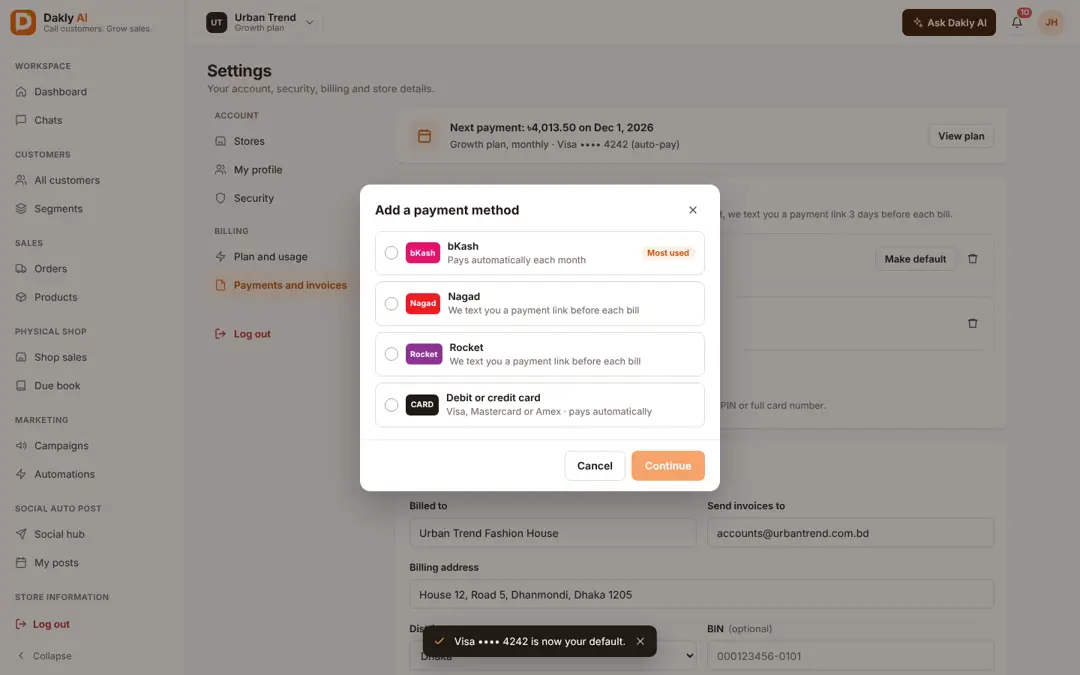 Dakly AI
Call customers. Grow sales.
UT
Urban Trend
Growth plan
Ask Dakly AI
10
JH
WORKSPACE
Dashboard
Chats
CUSTOMERS
All customers
Segments
SALES
Orders
Products
PHYSICAL SHOP
Shop sales
Due book
MARKETING
Campaigns
Automations
SOCIAL AUTO POST
Social hub
My posts
STORE INFORMATION
Log out
Collapse
Settings
Your account, security, billing and store details.
ACCOUNT
Stores
My profile
Security
BILLING
Plan and usage
Payments and invoices
Log out
Next payment: ৳4,013.50 on Dec 1, 2026
Growth plan, monthly · Visa •••• 4242 (auto-pay)
View plan
, we text you a payment link 3 days before each bill.
Make default
PIN or full card number.
Add a payment method
bKash
bKash
Pays automatically each month
Most used
Nagad
Nagad
We text you a payment link before each bill
Rocket
Rocket
We text you a payment link before each bill
CARD
Debit or credit card
Visa, Mastercard or Amex · pays automatically
Cancel
Continue
Billed to
Urban Trend Fashion House
Send invoices to
accounts@urbantrend.com.bd
Billing address
House 12, Road 5, Dhanmondi, Dhaka 1205
BIN (optional)
Dhaka
000123456-0101
Visa •••• 4242 is now your default.